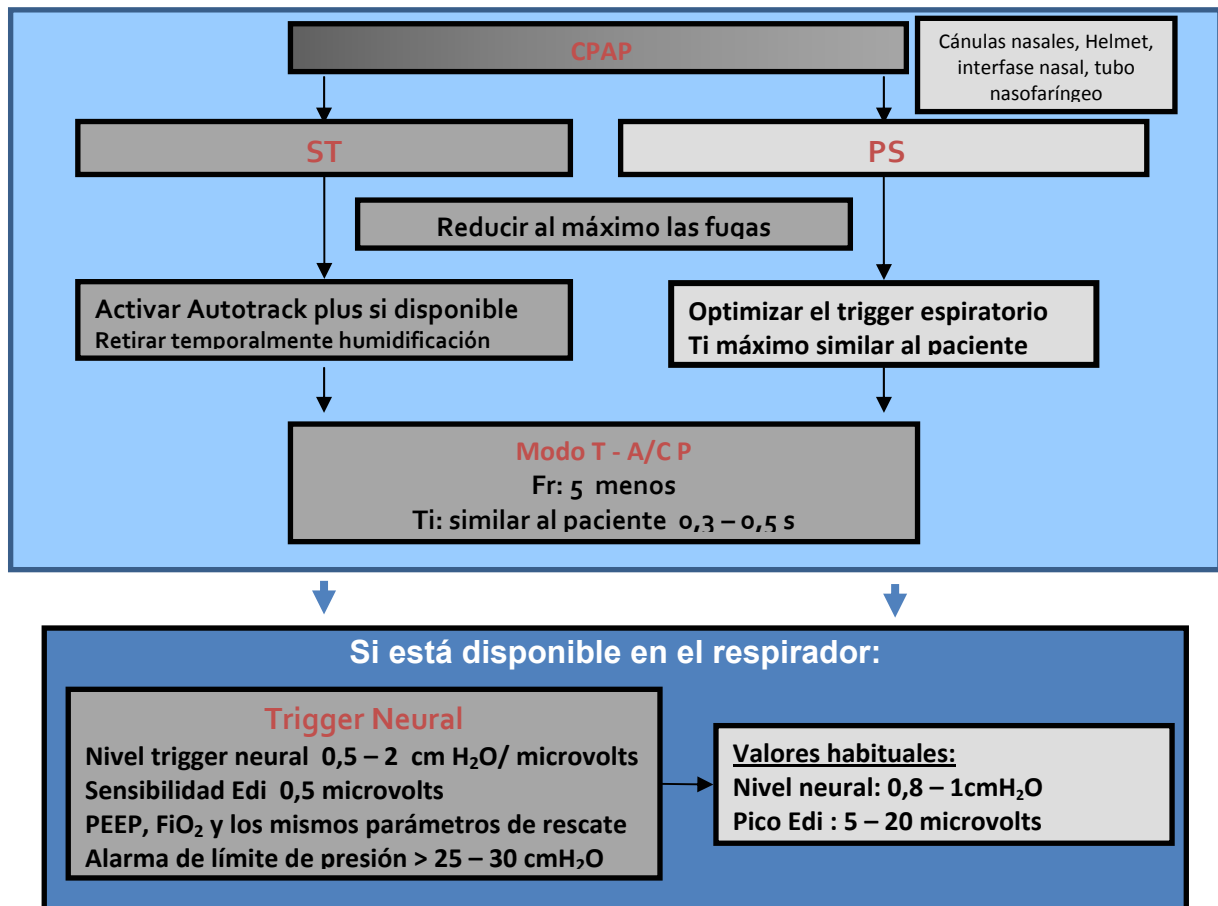 CPAP
Cánulas nasales, Helmet,
interfase nasal, tubo
nasofaríngeo
ST
PS
Reducir al máximo las fugas
Activar Autotrack plus si disponible
Retirar temporalmente humidificación
Optimizar el trigger espiratorio
Ti máximo similar al paciente
Modo T - A/C P
Fr: 5 menos
Ti: similar al paciente 0,3 – 0,5 s
Si está disponible en el respirador:
Trigger Neural
Nivel trigger neural 0,5 – 2 cm H₂O/ microvolts
Sensibilidad Edi 0,5 microvolts
PEEP, FiO₂ y los mismos parámetros de rescate
Alarma de límite de presión > 25 – 30 cmH₂O
Valores habituales:
Nivel neural: 0,8 – 1cmH₂O
Pico Edi : 5 – 20 microvolts